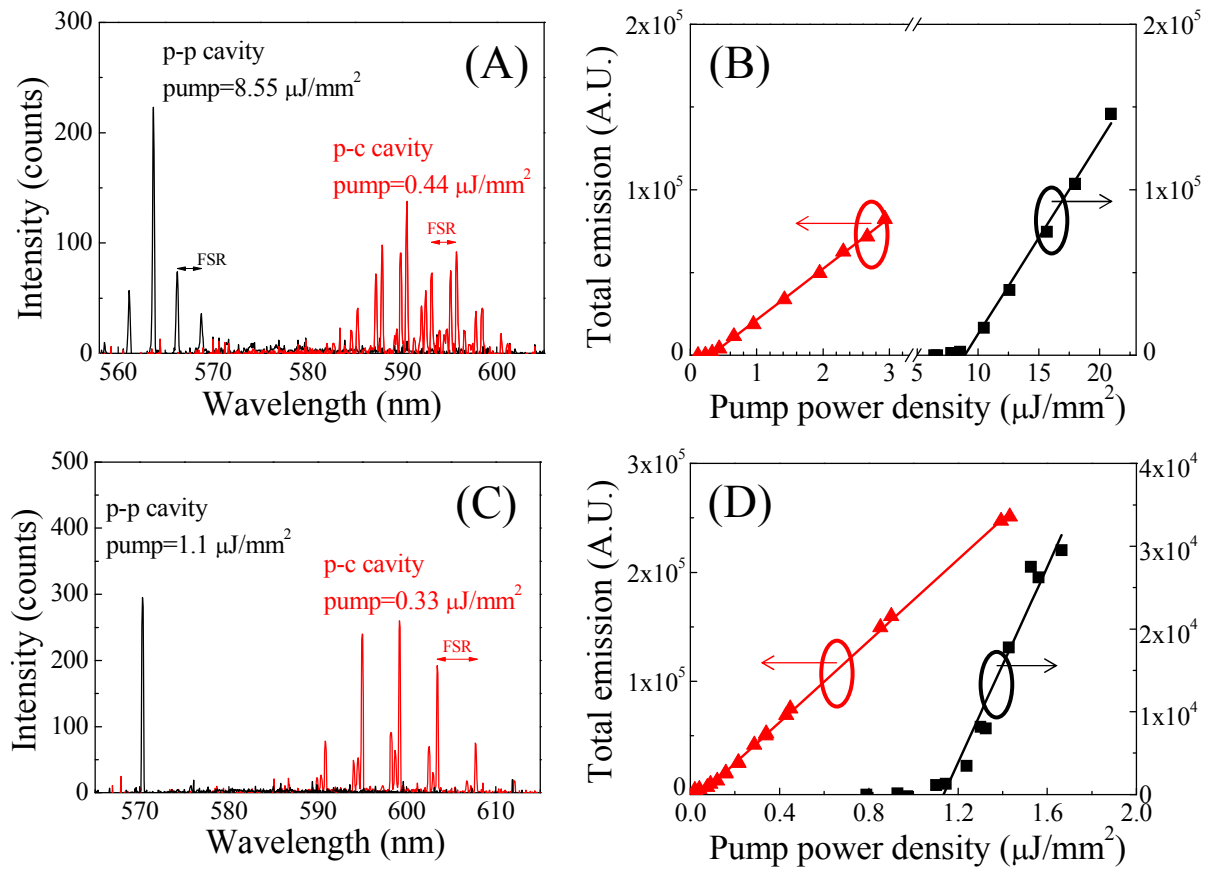 300
200
100
0
Intensity (counts)
p-p cavity
pump=8.55 μJ/mm²
(A)
p-c cavity
pump=0.44 μJ/mm²
FSR
FSR
560 570 580 590 600
Wavelength (nm)
2x10⁵
1x10⁵
0
Total emission (A.U.)
(B)
2x10⁵
1x10⁵
0
0 1 2 3 5 10 15 20
Pump power density (μJ/mm²)
500
400
300
200
100
0
Intensity (counts)
p-p cavity
pump=1.1 μJ/mm²
(C)
p-c cavity
pump=0.33 μJ/mm²
FSR
570 580 590 600 610
Wavelength (nm)
3x10⁵
2x10⁵
1x10⁵
0
Total emission (A.U.)
(D)
4x10⁴
3x10⁴
2x10⁴
1x10⁴
0
0.0 0.4 0.8 1.2 1.6 2.0
Pump power density (μJ/mm²)